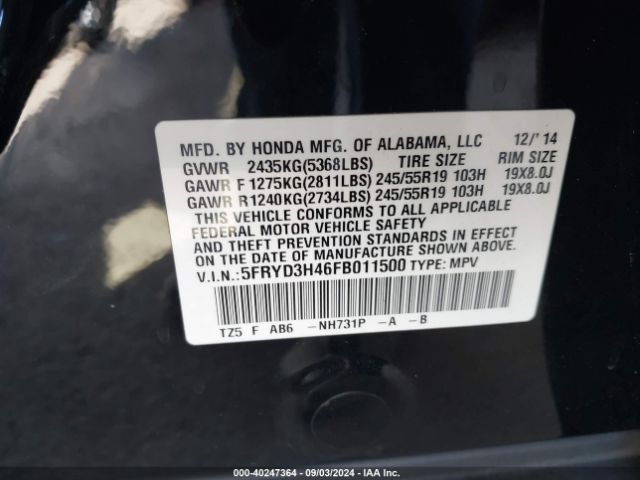 MFD. BY HONDA MFG. OF ALABAMA, LLC 12/'14
GVWR 2435KG(5368LBS) TIRE SIZE RIM SIZE
GAWR F 1275KG(2811LBS) 245/55R19 103H 19X8.0J
GAWR R1240KG(2734LBS) 245/55R19 103H 19X8.0J
THIS VEHICLE CONFORMS TO ALL APPLICABLE
FEDERAL MOTOR VEHICLE SAFETY
AND THEFT PREVENTION STANDARDS IN EFFECT
ON THE DATE OF MANUFACTURE SHOWN ABOVE.
V.I.N.:5FRYD3H46FB011500 TYPE: MPV
TZ5 F AB6 -NH731P -A -B
000-40247364 - 09/03/2024 - IAA Inc.